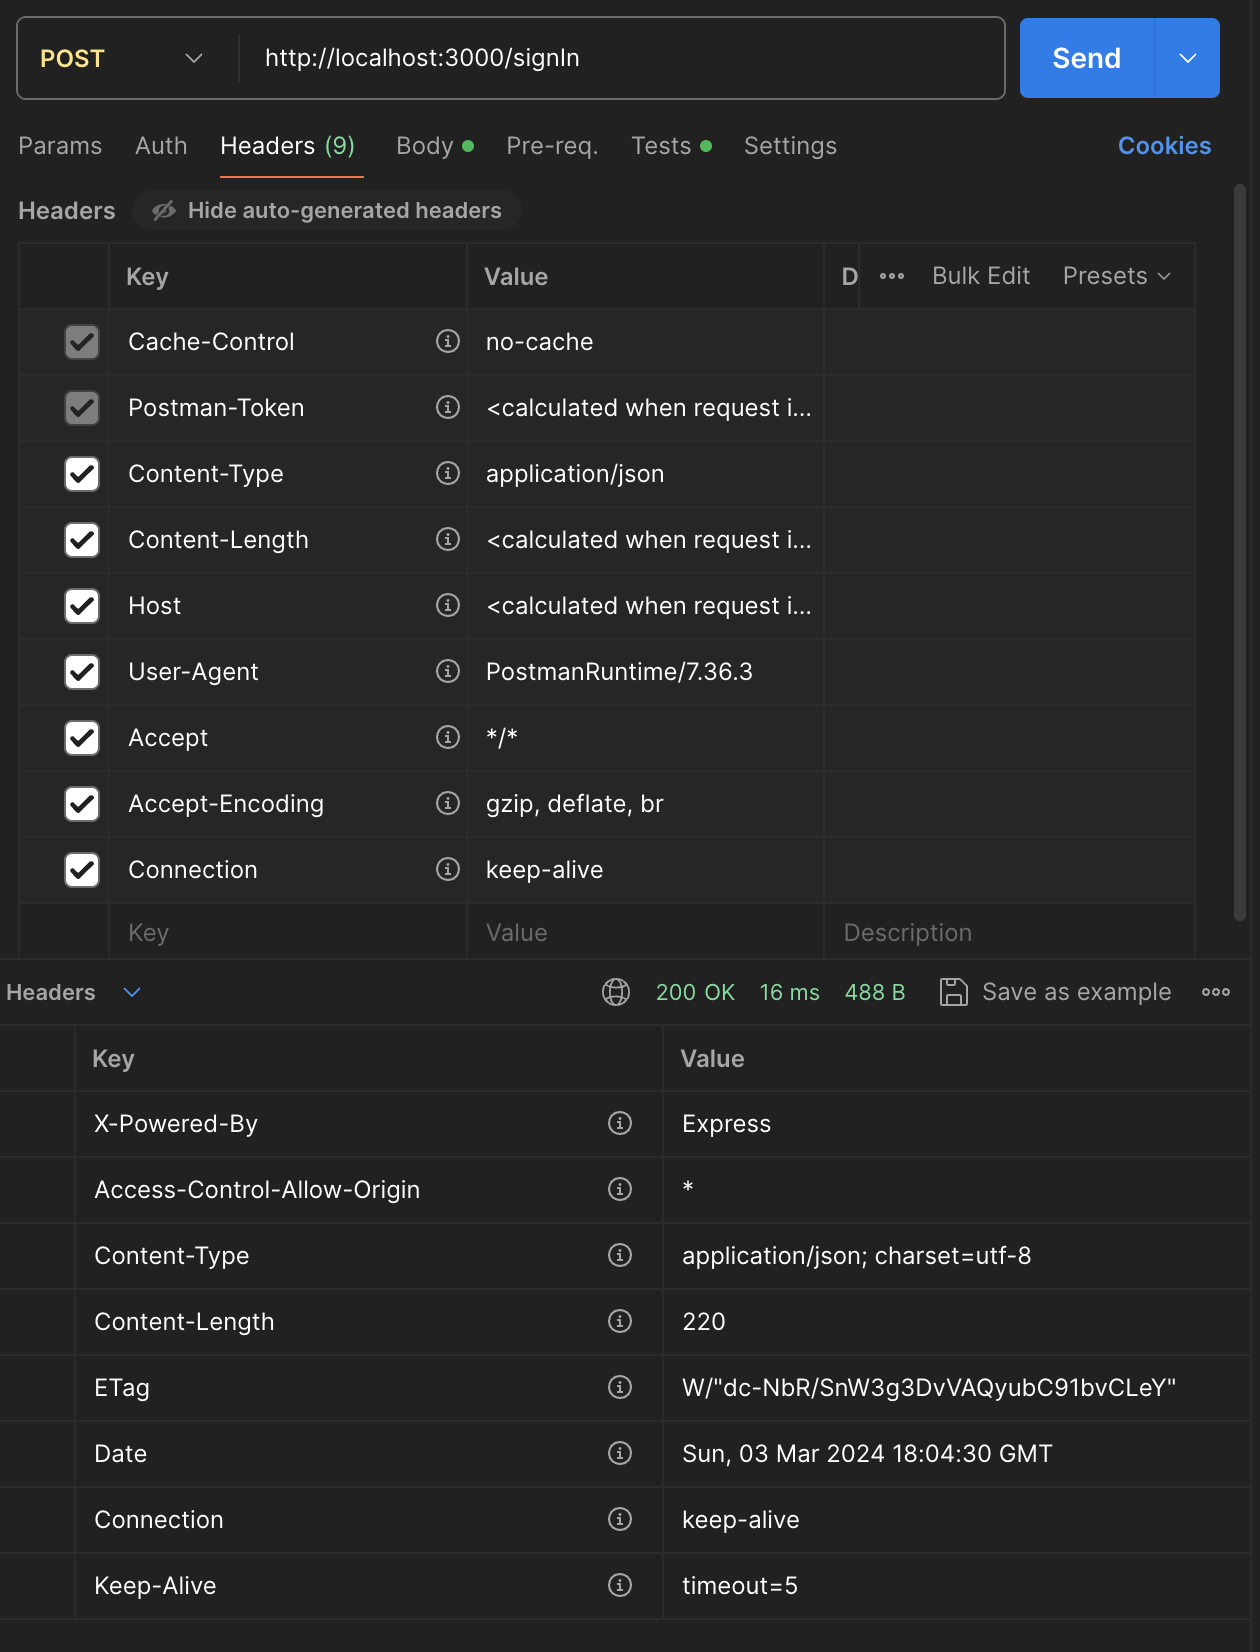 POST http://localhost:3000/signIn Send
Params Auth Headers (9) Body Pre-req. Tests Settings Cookies
Headers Hide auto-generated headers
Key Value D Bulk Edit Presets
Cache-Control no-cache
Postman-Token <calculated when request i...
Content-Type application/json
Content-Length <calculated when request i...
Host <calculated when request i...
User-Agent PostmanRuntime/7.36.3
Accept */*
Accept-Encoding gzip, deflate, br
Connection keep-alive
Key Value Description
Headers 200 OK 16 ms 488 B Save as example
Key Value
X-Powered-By Express
Access-Control-Allow-Origin *
Content-Type application/json; charset=utf-8
Content-Length 220
ETag W/"dc-NbR/SnW3g3DvVAQyubC91bvCLeY"
Date Sun, 03 Mar 2024 18:04:30 GMT
Connection keep-alive
Keep-Alive timeout=5